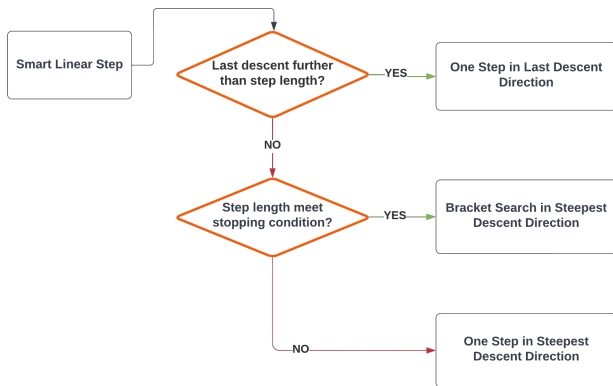 Smart Linear Step
Last descent further
than step length?
YES
One Step in Last Descent
Direction
NO
Step length meet
stopping condition?
YES
Bracket Search in Steepest
Descent Direction
NO
One Step in Steepest
Descent Direction